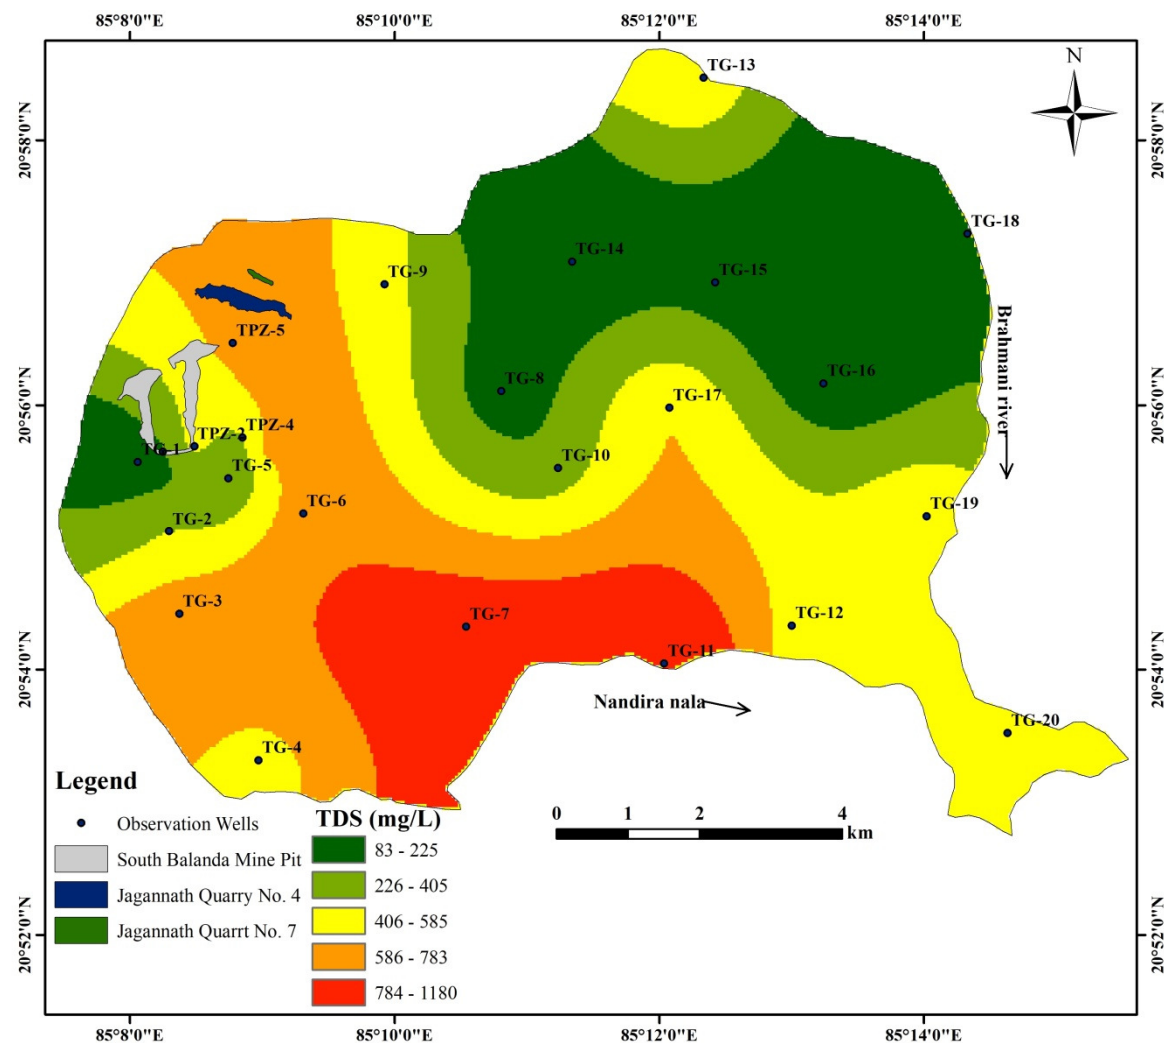 85°8'0"E
85°10'0"E
85°12'0"E
85°14'0"E
N
TG-13
20°58'0"N
20°58'0"N
TG-18
TG-14
TG-9
TG-15
TPZ-5
Brahmani river
TG-8
TG-16
20°56'0"N
20°56'0"N
TG-17
TPZ-4
TPZ-2
TG-1
TG-10
TG-5
TG-6
TG-19
TG-2
TG-3
TG-7
TG-12
TG-11
20°54'0"N
20°54'0"N
Nandira nala
TG-20
TG-4
Legend
Observation Wells
South Balanda Mine Pit
Jagannath Quarry No. 4
Jagannath Quarrt No. 7
TDS (mg/L)
83 - 225
226 - 405
406 - 585
586 - 783
784 - 1180
0 1 2 4
km
20°52'0"N
20°52'0"N
85°8'0"E
85°10'0"E
85°12'0"E
85°14'0"E